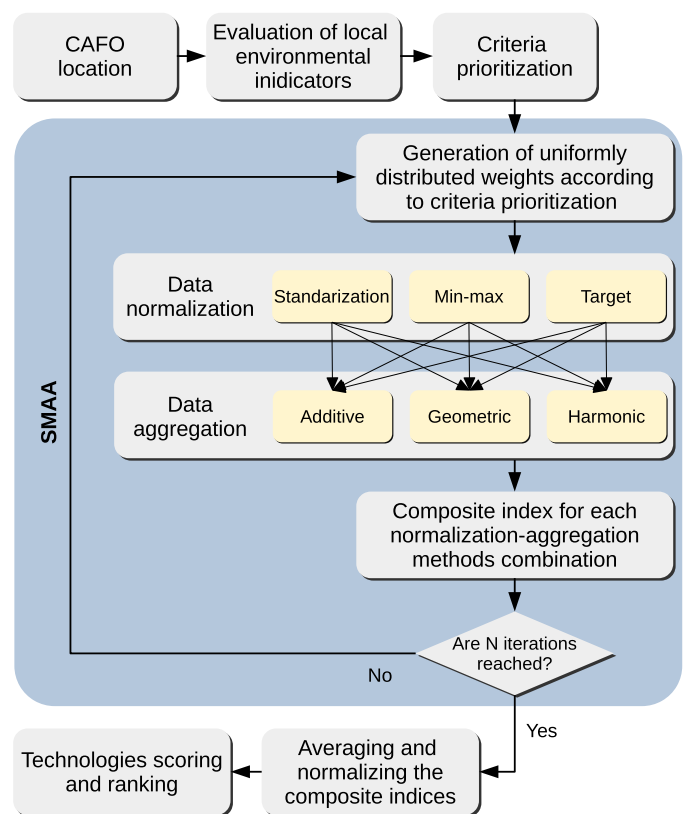 CAFO
location
Evaluation of local
environmental
inidicators
Criteria
prioritization
Generation of uniformly
distributed weights according
to criteria prioritization
Data
normalization
Standarization
Min-max
Target
Data
aggregation
Additive
Geometric
Harmonic
SMAA
Composite index for each
normalization-aggregation
methods combination
Are N iterations
reached?
No
Yes
Technologies scoring
and ranking
Averaging and
normalizing the
composite indices